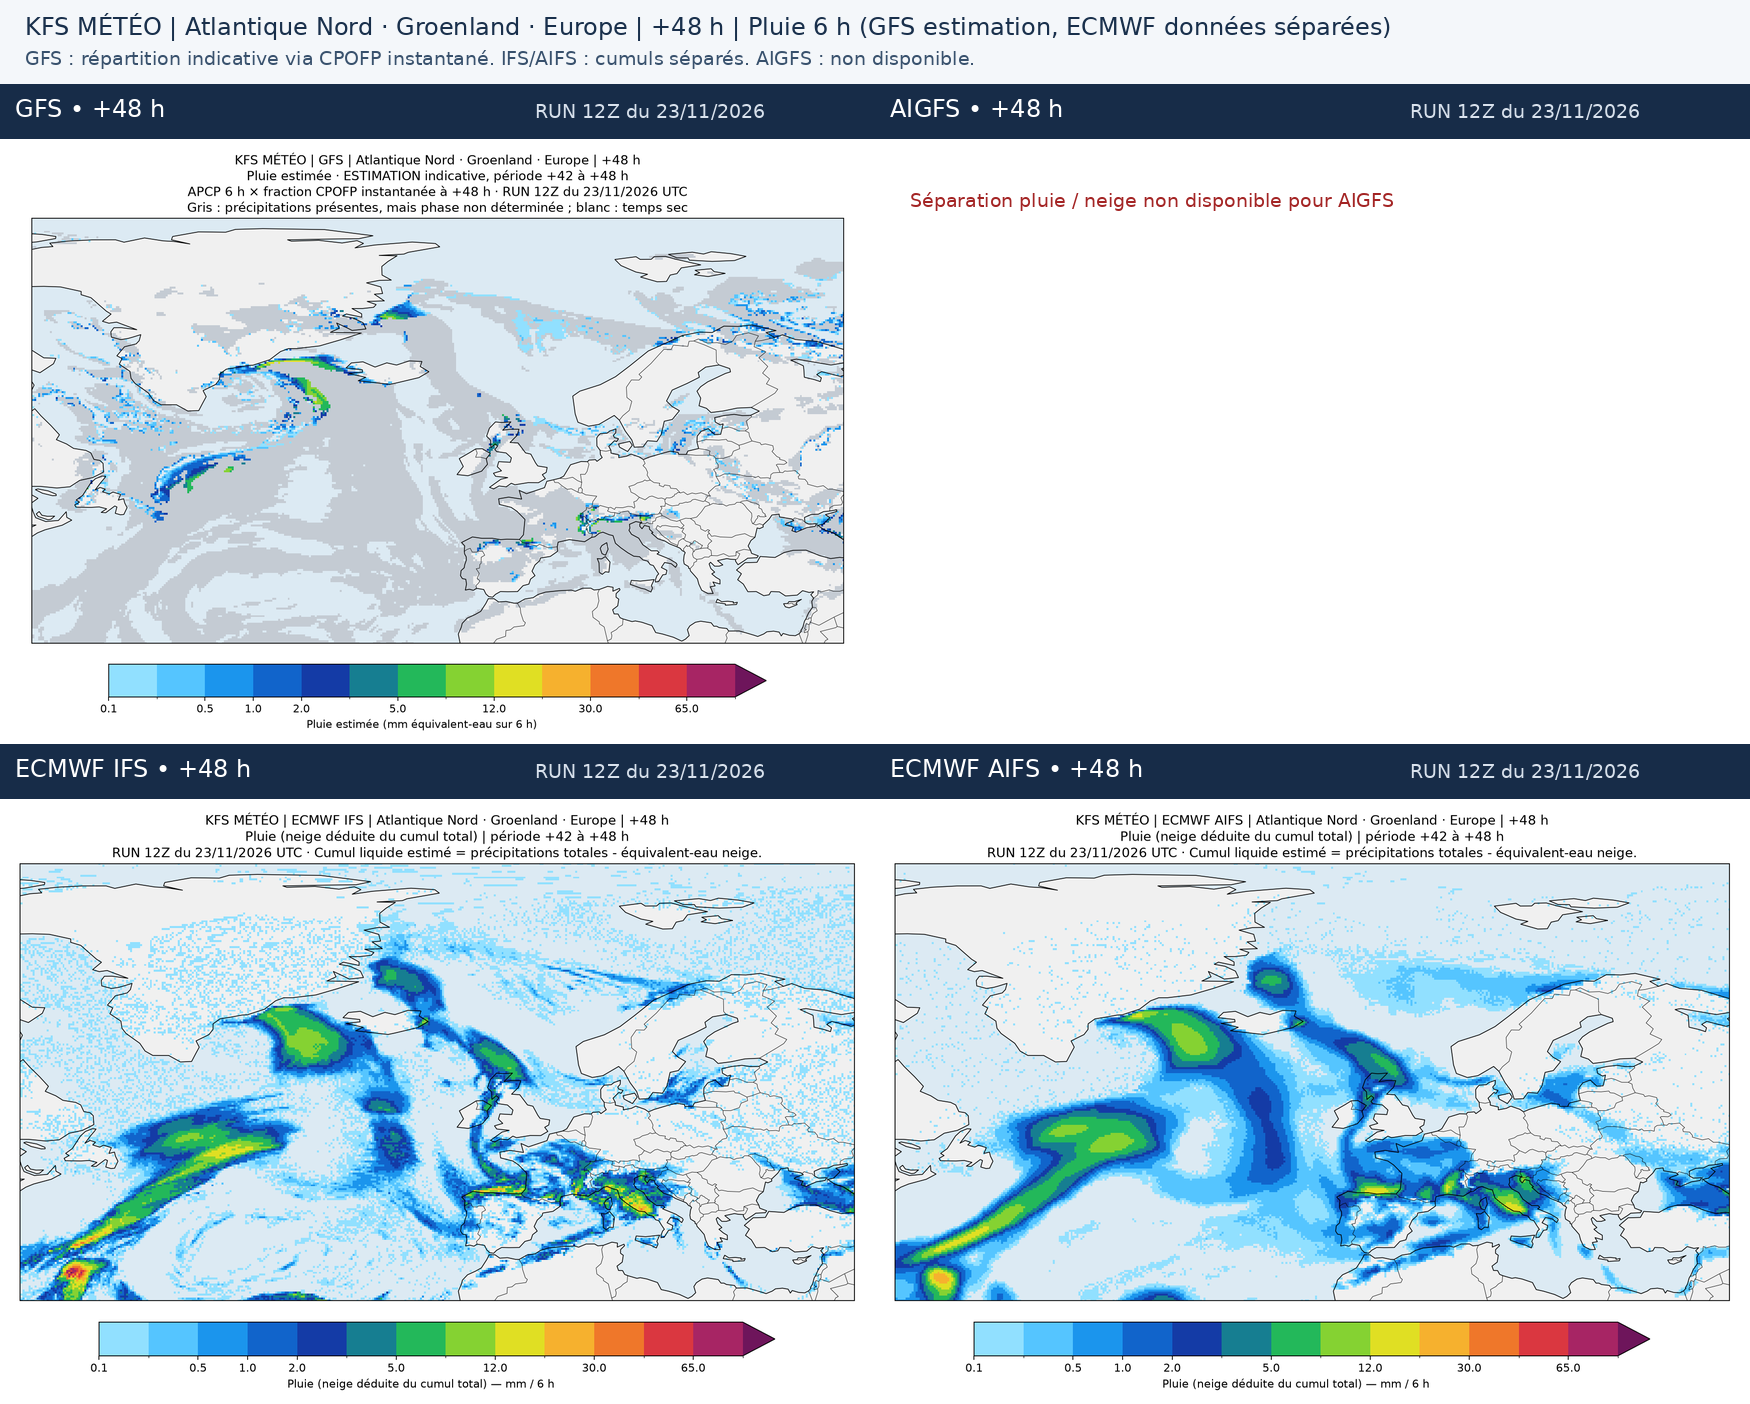 KFS MÉTÉO | Atlantique Nord · Groenland · Europe | +48 h | Pluie 6 h (GFS estimation, ECMWF données séparées)
GFS : répartition indicative via CPOFP instantané. IFS/AIFS : cumuls séparés. AIGFS : non disponible.
GFS • +48 h
RUN 12Z du 23/11/2026
AIGFS • +48 h
RUN 12Z du 23/11/2026
KFS MÉTÉO | GFS | Atlantique Nord · Groenland · Europe | +48 h
Pluie estimée · ESTIMATION indicative, période +42 à +48 h
APCP 6 h × fraction CPOFP instantanée à +48 h · RUN 12Z du 23/11/2026 UTC
Gris : précipitations présentes, mais phase non déterminée ; blanc : temps sec
Séparation pluie / neige non disponible pour AIGFS
0.1 0.5 1.0 2.0 5.0 12.0 30.0 65.0
Pluie estimée (mm équivalent-eau sur 6 h)
ECMWF IFS • +48 h
RUN 12Z du 23/11/2026
ECMWF AIFS • +48 h
RUN 12Z du 23/11/2026
KFS MÉTÉO | ECMWF IFS | Atlantique Nord · Groenland · Europe | +48 h
Pluie (neige déduite du cumul total) | période +42 à +48 h
RUN 12Z du 23/11/2026 UTC · Cumul liquide estimé = précipitations totales - équivalent-eau neige.
0.1 0.5 1.0 2.0 5.0 12.0 30.0 65.0
Pluie (neige déduite du cumul total) — mm / 6 h
KFS MÉTÉO | ECMWF AIFS | Atlantique Nord · Groenland · Europe | +48 h
Pluie (neige déduite du cumul total) | période +42 à +48 h
RUN 12Z du 23/11/2026 UTC · Cumul liquide estimé = précipitations totales - équivalent-eau neige.
0.1 0.5 1.0 2.0 5.0 12.0 30.0 65.0
Pluie (neige déduite du cumul total) — mm / 6 h